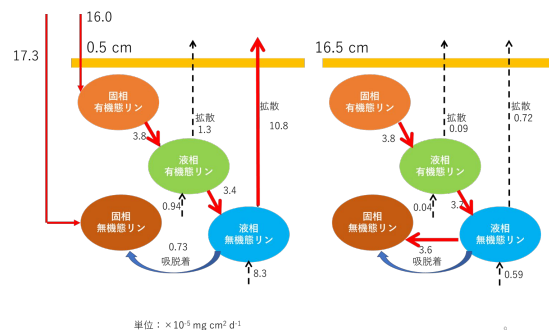 16.0
17.3
0.5 cm
固相
有機態リン
3.8
拡散
1.3
拡散
10.8
液相
有機態リン
0.94
3.4
固相
無機態リン
液相
無機態リン
0.73
吸脱着
8.3
16.5 cm
固相
有機態リン
3.8
拡散
0.09
拡散
0.72
液相
有機態リン
0.04
固相
無機態リン
液相
無機態リン
3.6
吸脱着
0.59
単位：×10⁻⁵ mg cm² d⁻¹